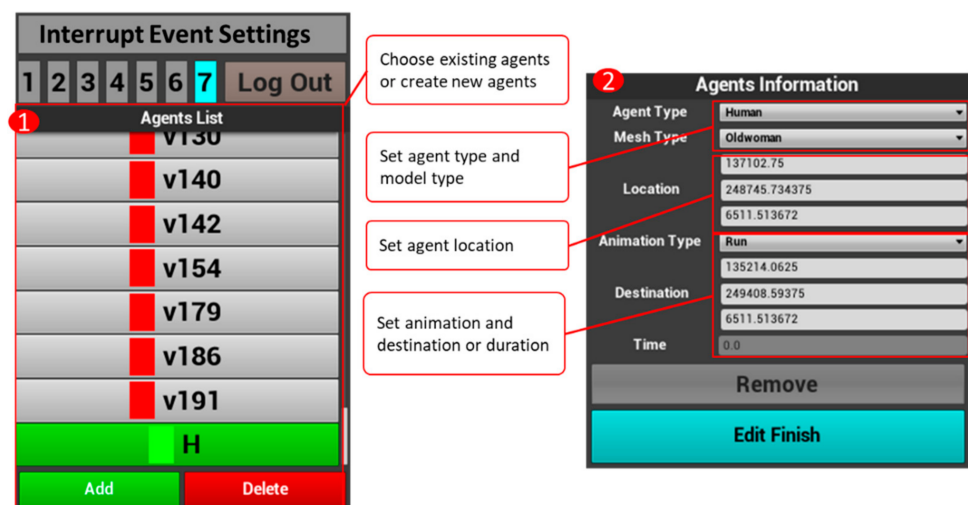 Interrupt Event Settings
1 2 3 4 5 6 7 Log Out
1
Agents List
v130
v140
v142
v154
v179
v186
v191
H
Add Delete
Choose existing agents
or create new agents
Set agent type and
model type
Set agent location
Set animation and
destination or duration
2
Agents Information
Agent Type Human
Mesh Type Oldwoman
137102.75
Location 248745.734375
6511.513672
Animation Type Run
135214.0625
Destination 249408.59375
6511.513672
Time 0.0
Remove
Edit Finish